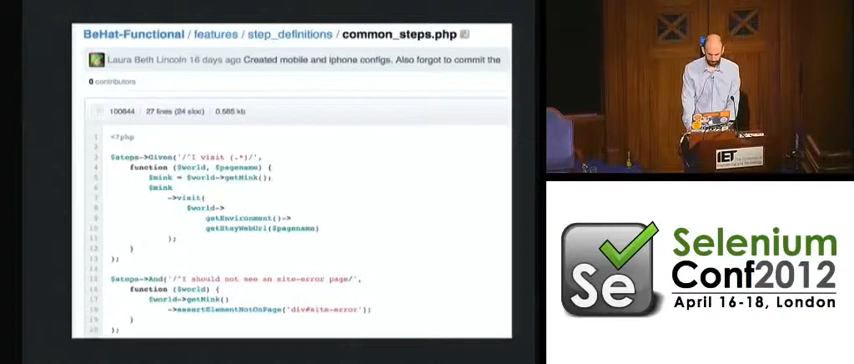 BeHat-Functional / features / step_definitions / common_steps.php
Laura Beth Lincoln 16 days ago Created mobile and iphone configs. Also forgot to commit the
0 contributors
100644 27 lines (24 sloc) 0.585 kb
1 <?php
2
3 $steps->Given('/^I visit (.*)/',
4 function ($world, $pagename) {
5 $mink = $world->getMink();
6 $mink
7 ->visit(
8 $world->
9 getEnvironment()->
10 getStayWebUrl($pagename)
11 );
12 }
13 );
14
15 $steps->And('/^I should not see an site-error page/',
16 function ($world) {
17 $world->getMink()
18 ->assertElementNotOnPage('div#site-error');
19 }
20 );
IET
Se
Selenium
Conf2012
April 16-18, London